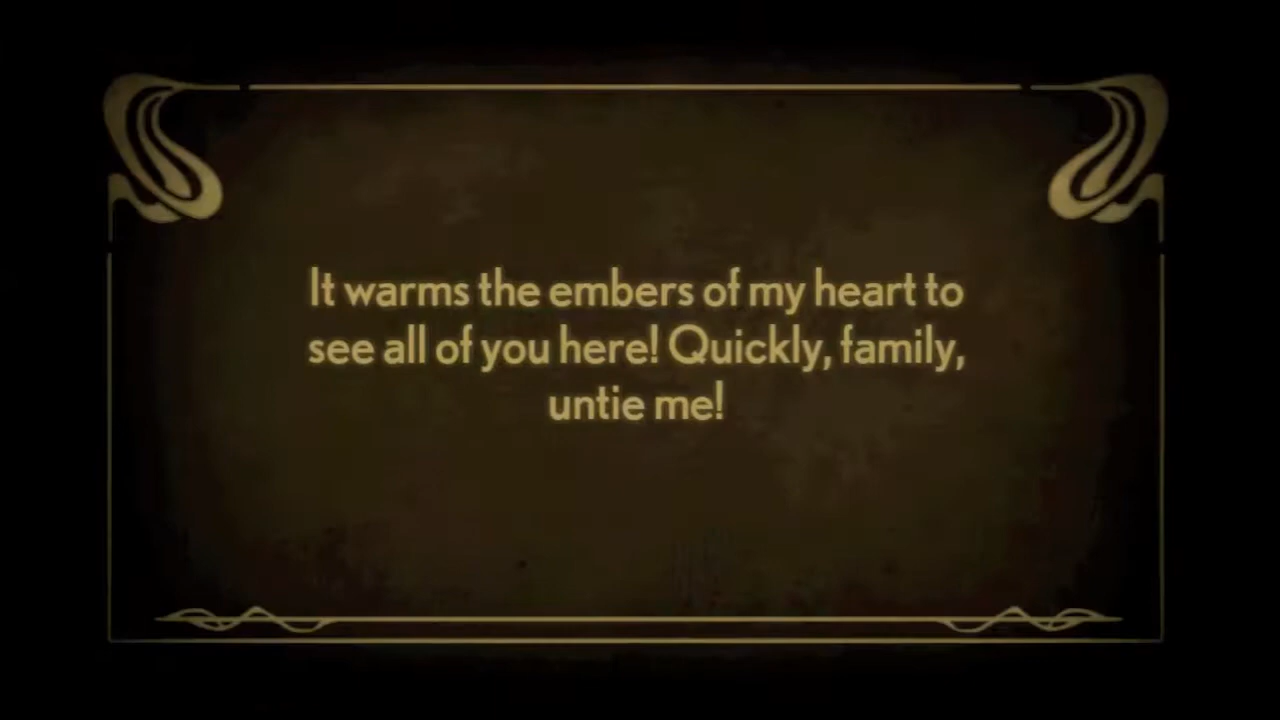 It warms the embers of my heart to
see all of you here! Quickly, family,
untie me!